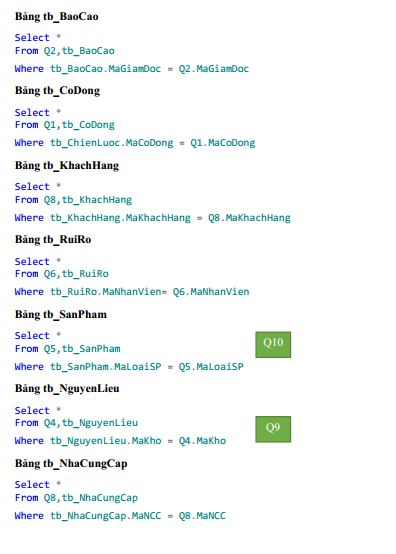 Bảng tb_BaoCao
Select *
From Q2,tb_BaoCao
Where tb_BaoCao.MaGiamDoc = Q2.MaGiamDoc
Bảng tb_CoDong
Select *
From Q1,tb_CoDong
Where tb_ChienLuoc.MaCoDong = Q1.MaCoDong
Bảng tb_KhachHang
Select *
From Q8,tb_KhachHang
Where tb_KhachHang.MaKhachHang = Q8.MaKhachHang
Bảng tb_RuiRo
Select *
From Q6,tb_RuiRo
Where tb_RuiRo.MaNhanVien= Q6.MaNhanVien
Bảng tb_SanPham
Select *
From Q5,tb_SanPham
Q10
Where tb_SanPham.MaLoaiSP = Q5.MaLoaiSP
Bảng tb_NguyenLieu
Select *
From Q4,tb_NguyenLieu
Q9
Where tb_NguyenLieu.MaKho = Q4.MaKho
Bảng tb_NhaCungCap
Select *
From Q8,tb_NhaCungCap
Where tb_NhaCungCap.MaNCC = Q8.MaNCC